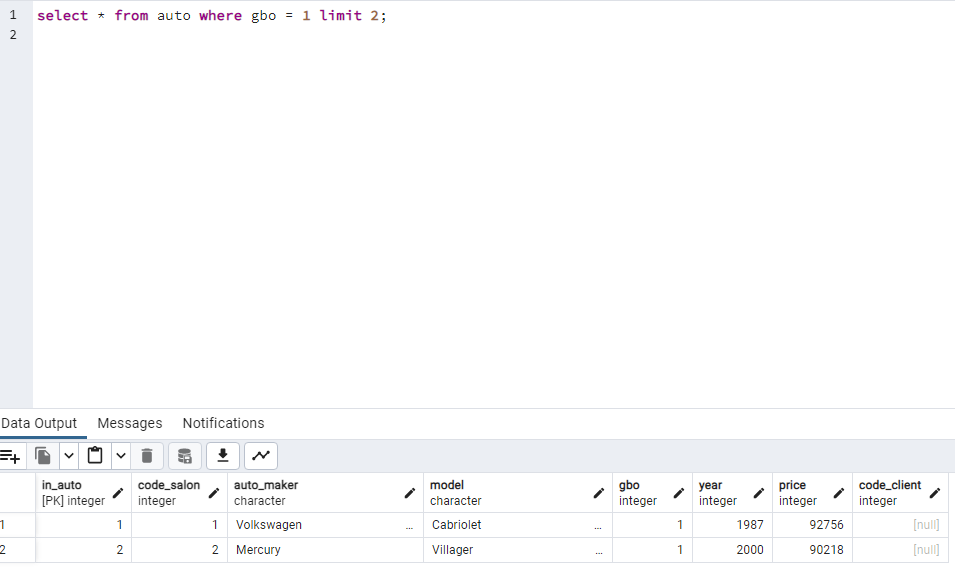 1 select * from auto where gbo = 1 limit 2;
2
Data Output Messages Notifications
in_auto code_salon auto_maker model gbo year price code_client
[PK] integer integer character character integer integer integer integer
1 1 1 Volkswagen ... Cabriolet ... 1 1987 92756 [null]
2 2 2 Mercury Villager ... 1 2000 90218 [null]